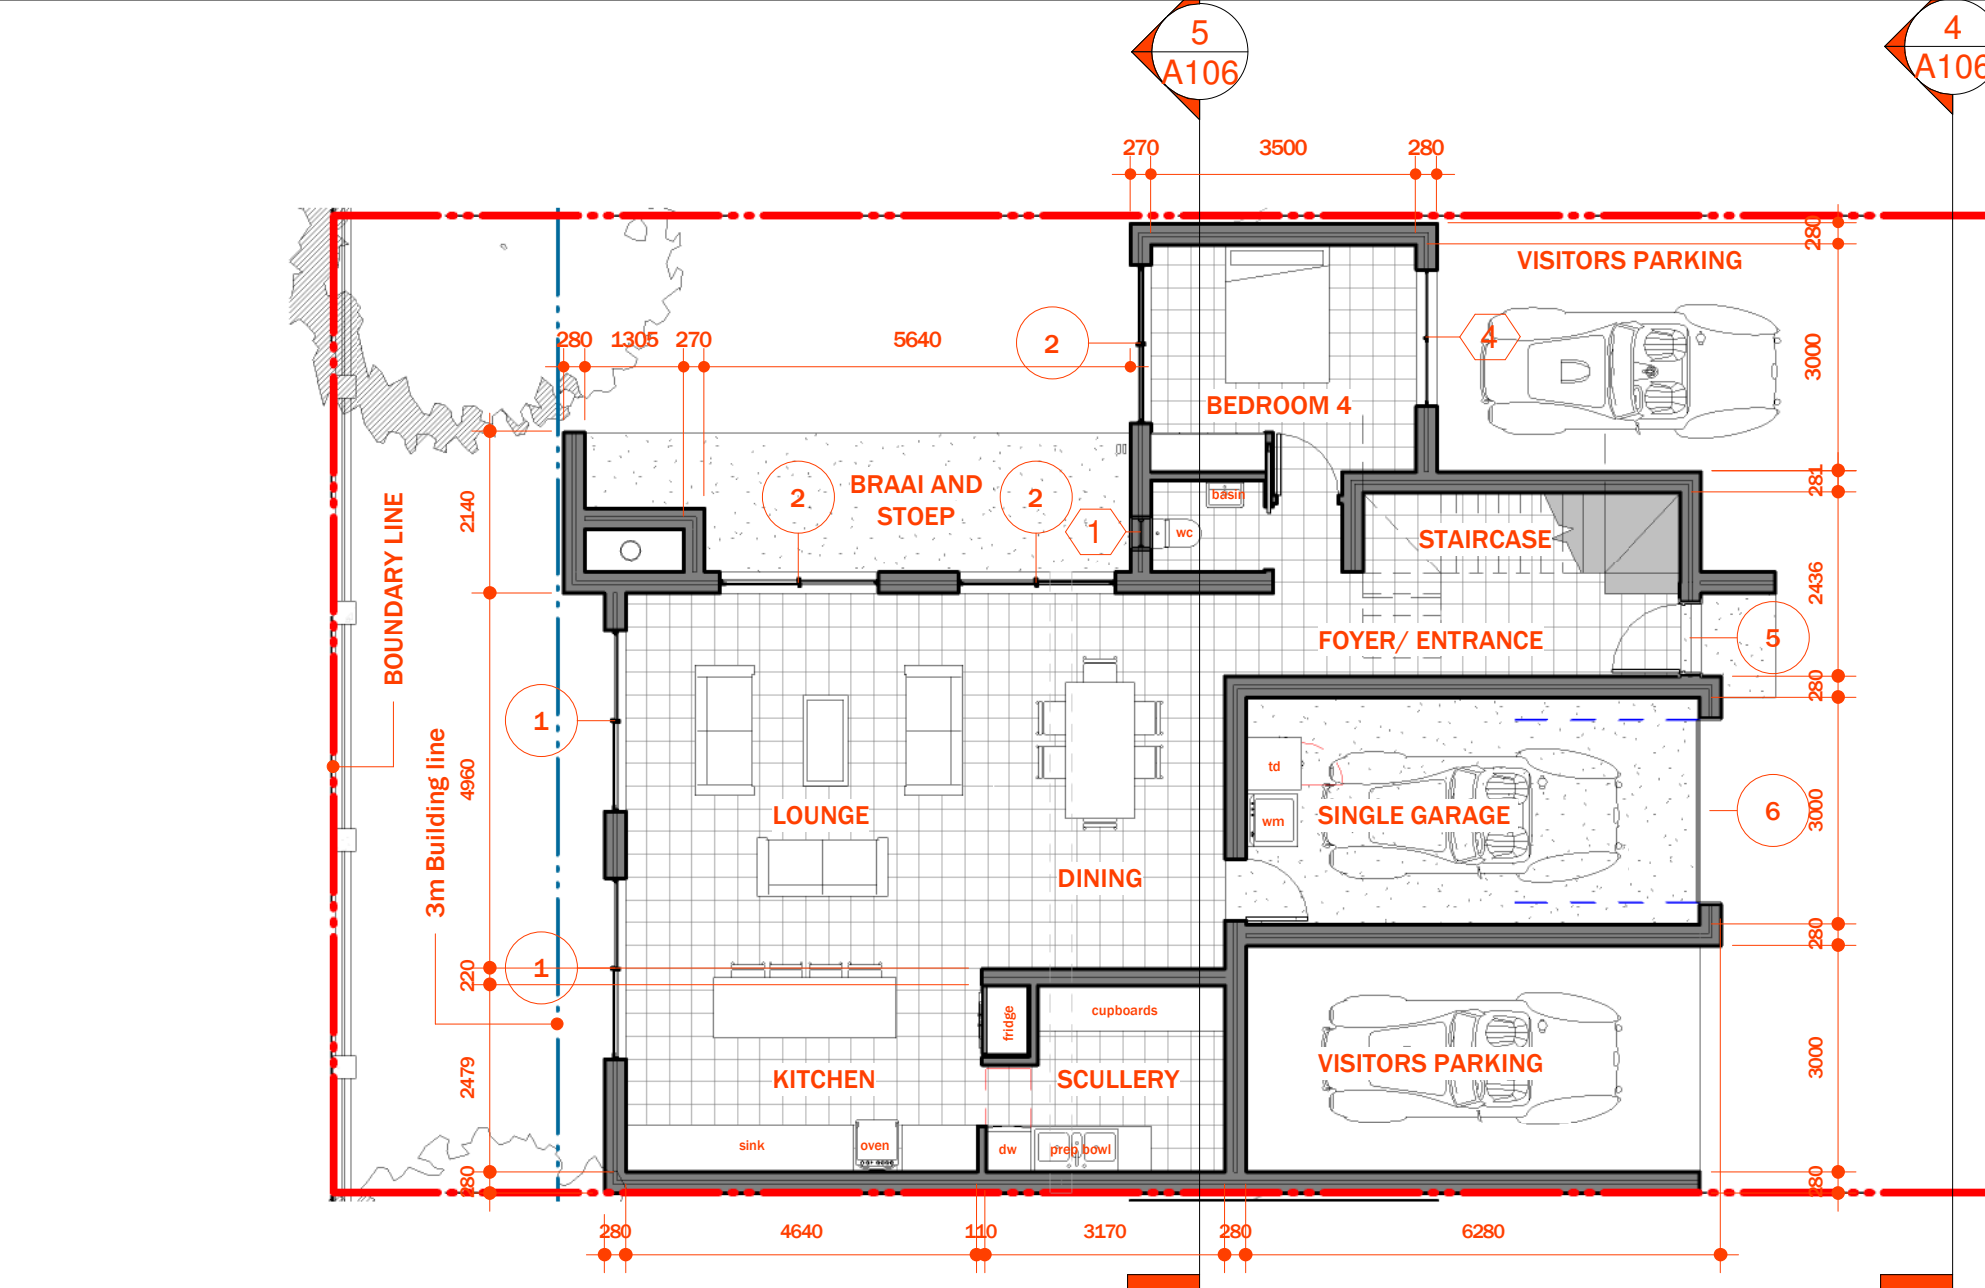 5
A106
4
A106
270
3500
280
280
VISITORS PARKING
280
1305
270
5640
2
4
3000
BEDROOM 4
2140
BOUNDARY LINE
2
BRAAI AND
STOEP
2
1
basin
wc
281
STAIRCASE
2436
FOYER/ ENTRANCE
5
280
1
4960
3m Building line
LOUNGE
td
wm
SINGLE GARAGE
6
3000
DINING
280
220
1
fridge
cupboards
2479
KITCHEN
SCULLERY
VISITORS PARKING
3000
sink
oven
dw
prep bowl
280
280
280
4640
110
3170
280
6280